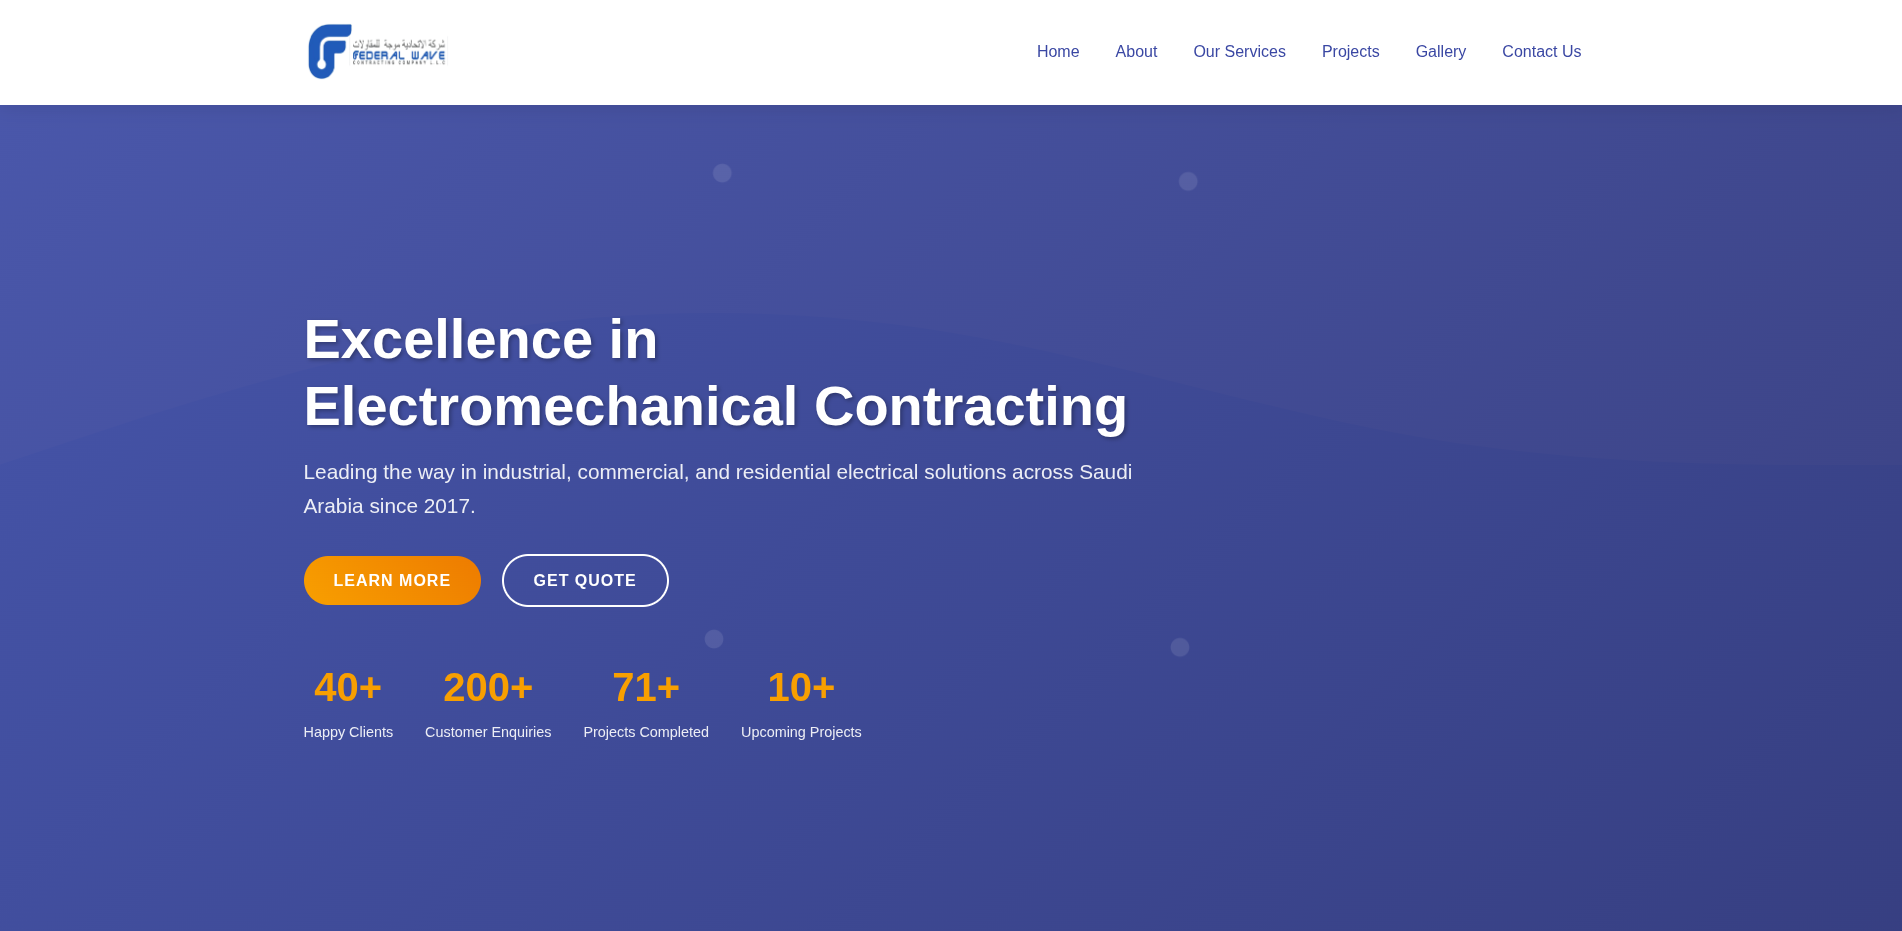 شركة الاتحادية موجة للمقاولات
FEDERAL WAVE
CONTRACTING COMPANY L.L.C
Home
About
Our Services
Projects
Gallery
Contact Us
Excellence in
Electromechanical Contracting
Leading the way in industrial, commercial, and residential electrical solutions across Saudi
Arabia since 2017.
LEARN MORE
GET QUOTE
40+
Happy Clients
200+
Customer Enquiries
71+
Projects Completed
10+
Upcoming Projects